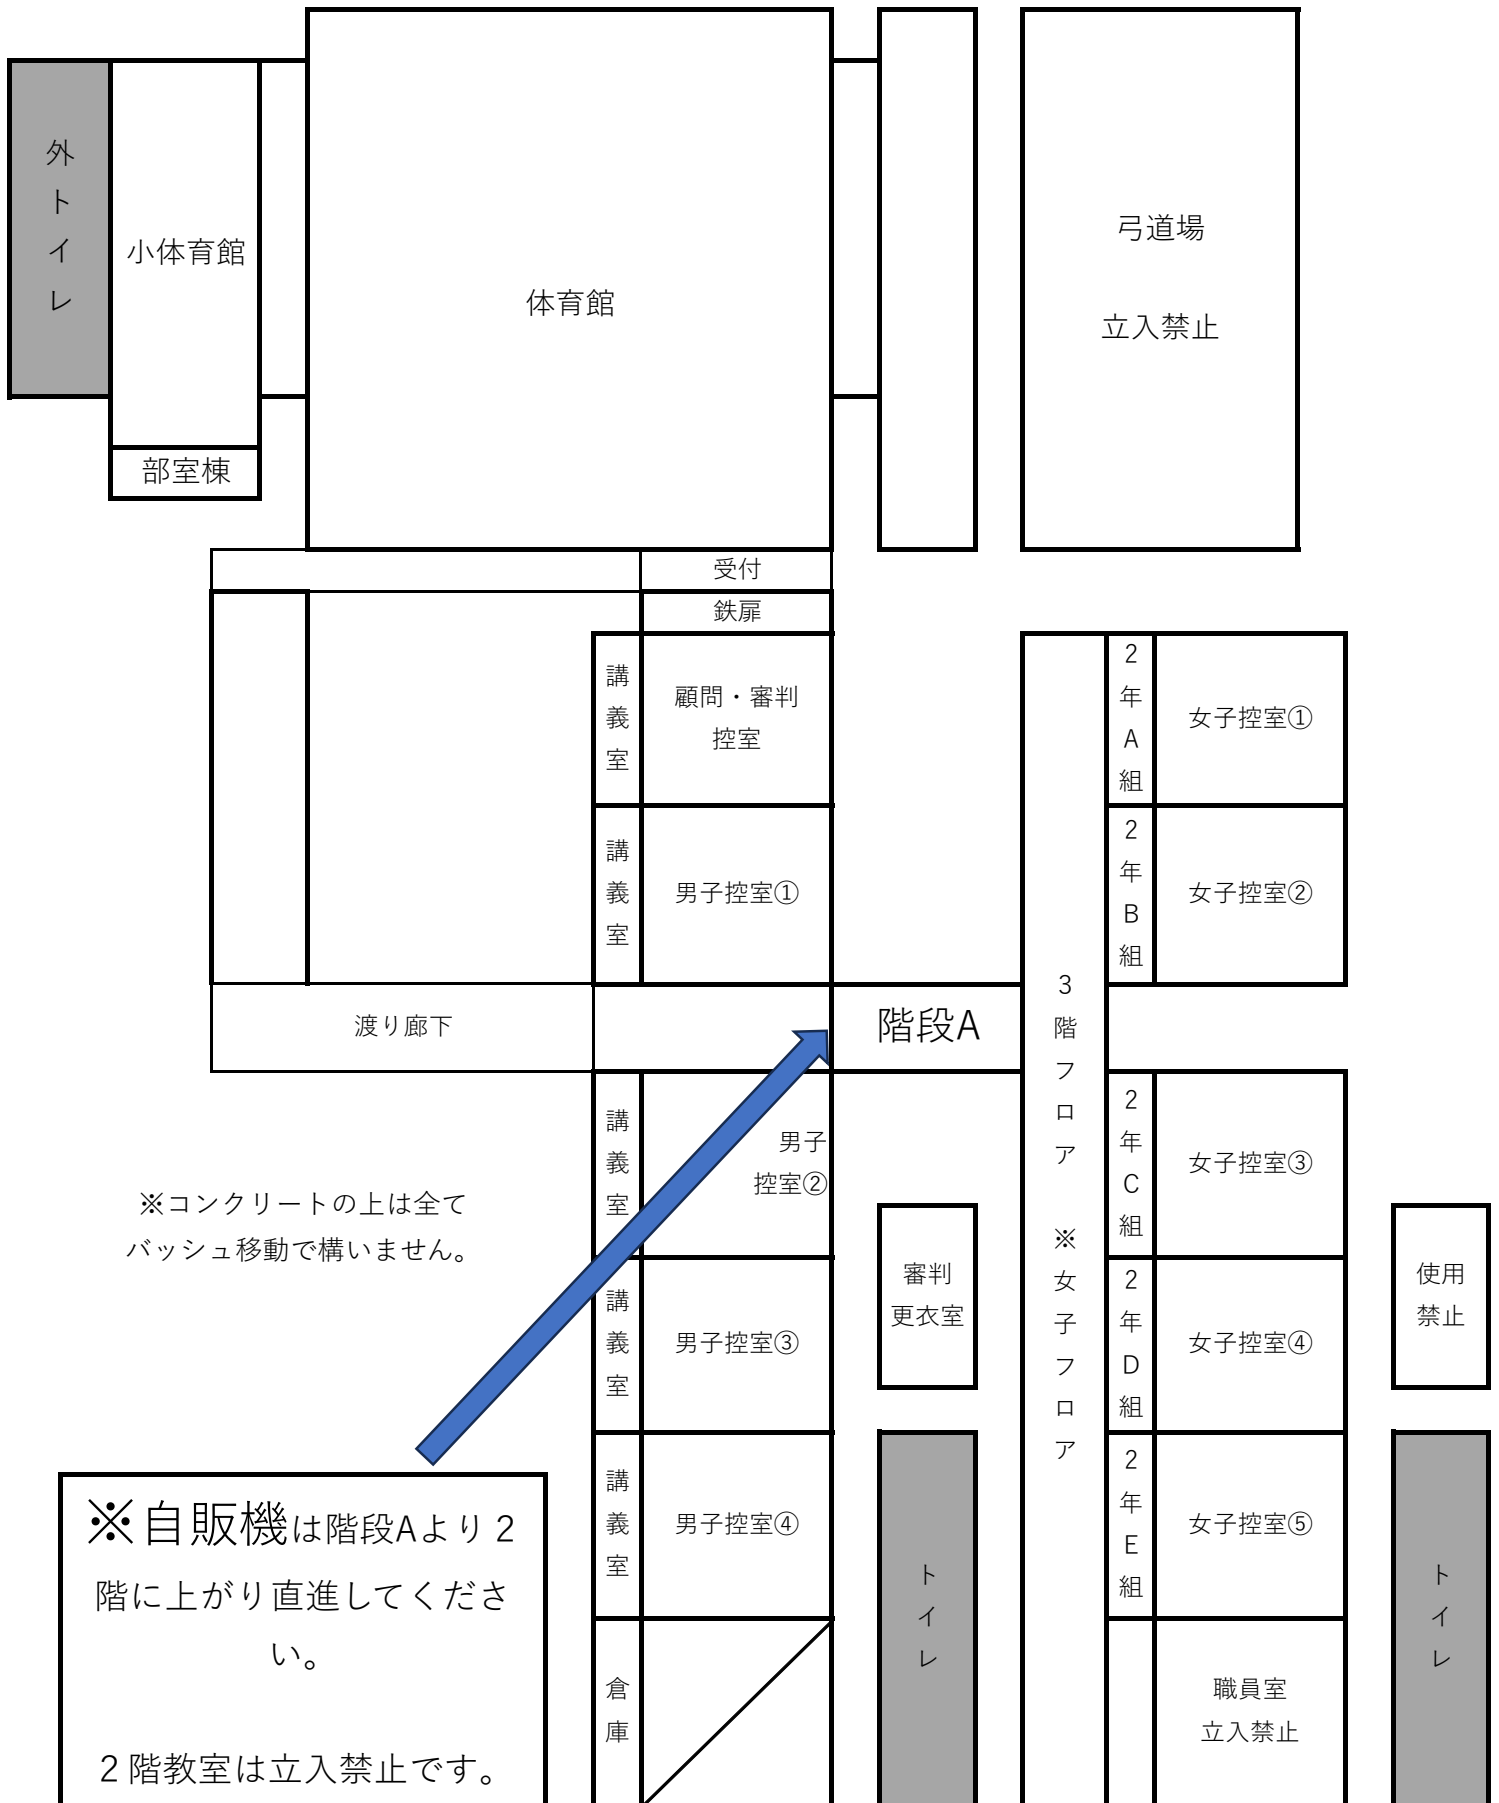 外トイレ
小体育館
体育館
弓道場
立入禁止
部室棟
受付
鉄扉
講義室
顧問・審判
控室
2年A組
女子控室①
講義室
男子控室①
2年B組
女子控室②
渡り廊下
階段A
3階フロア ※女子フロア
講義室
男子
控室②
2年C組
女子控室③
※コンクリートの上は全て
バッシュ移動で構いません。
審判
更衣室
使用
禁止
講義室
男子控室③
2年D組
女子控室④
講義室
男子控室④
2年E組
女子控室⑤
トイレ
トイレ
※自販機は階段Aより2
階に上がり直進してくださ
い。
2階教室は立入禁止です。
倉庫
職員室
立入禁止